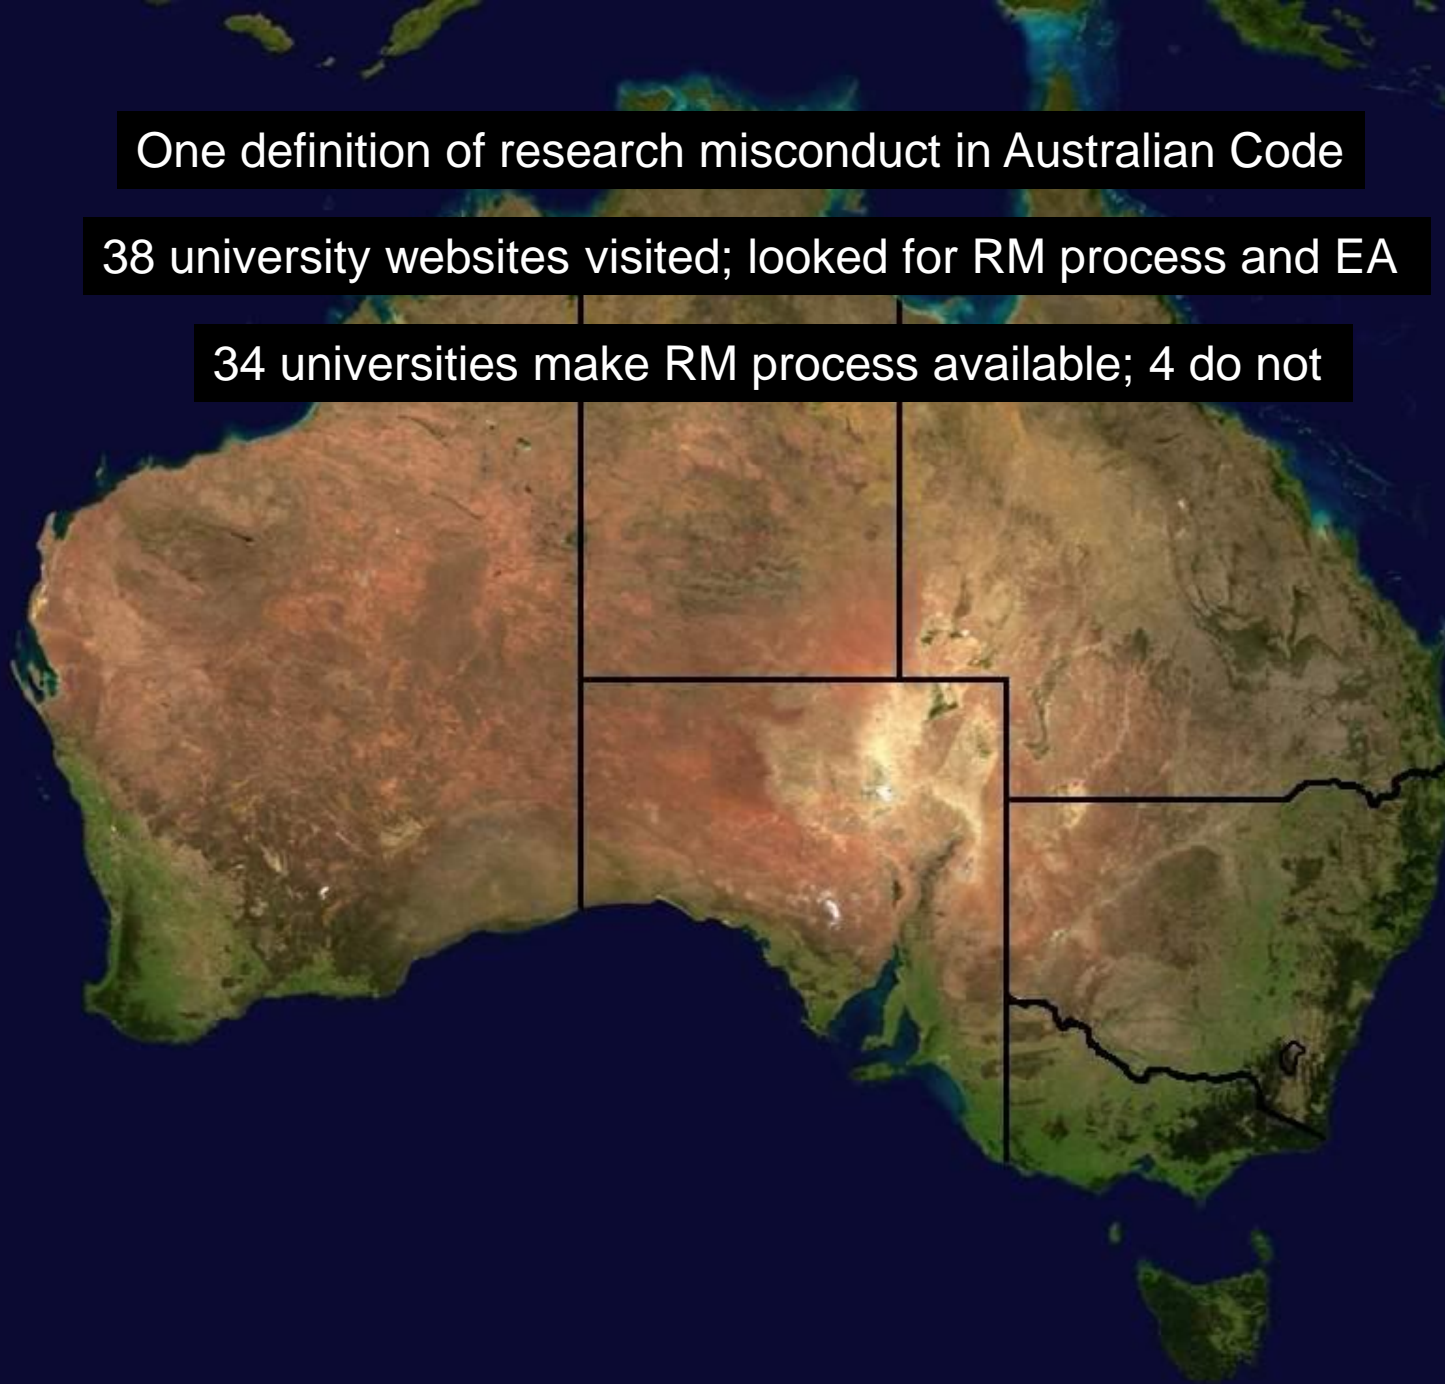 One definition of research misconduct in Australian Code
38 university websites visited; looked for RM process and EA
34 universities make RM process available; 4 do not